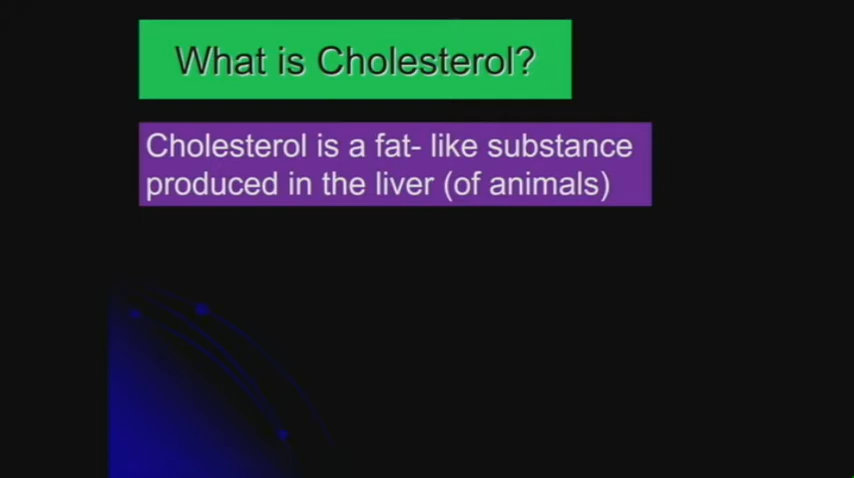 What is Cholesterol?
Cholesterol is a fat- like substance
produced in the liver (of animals)